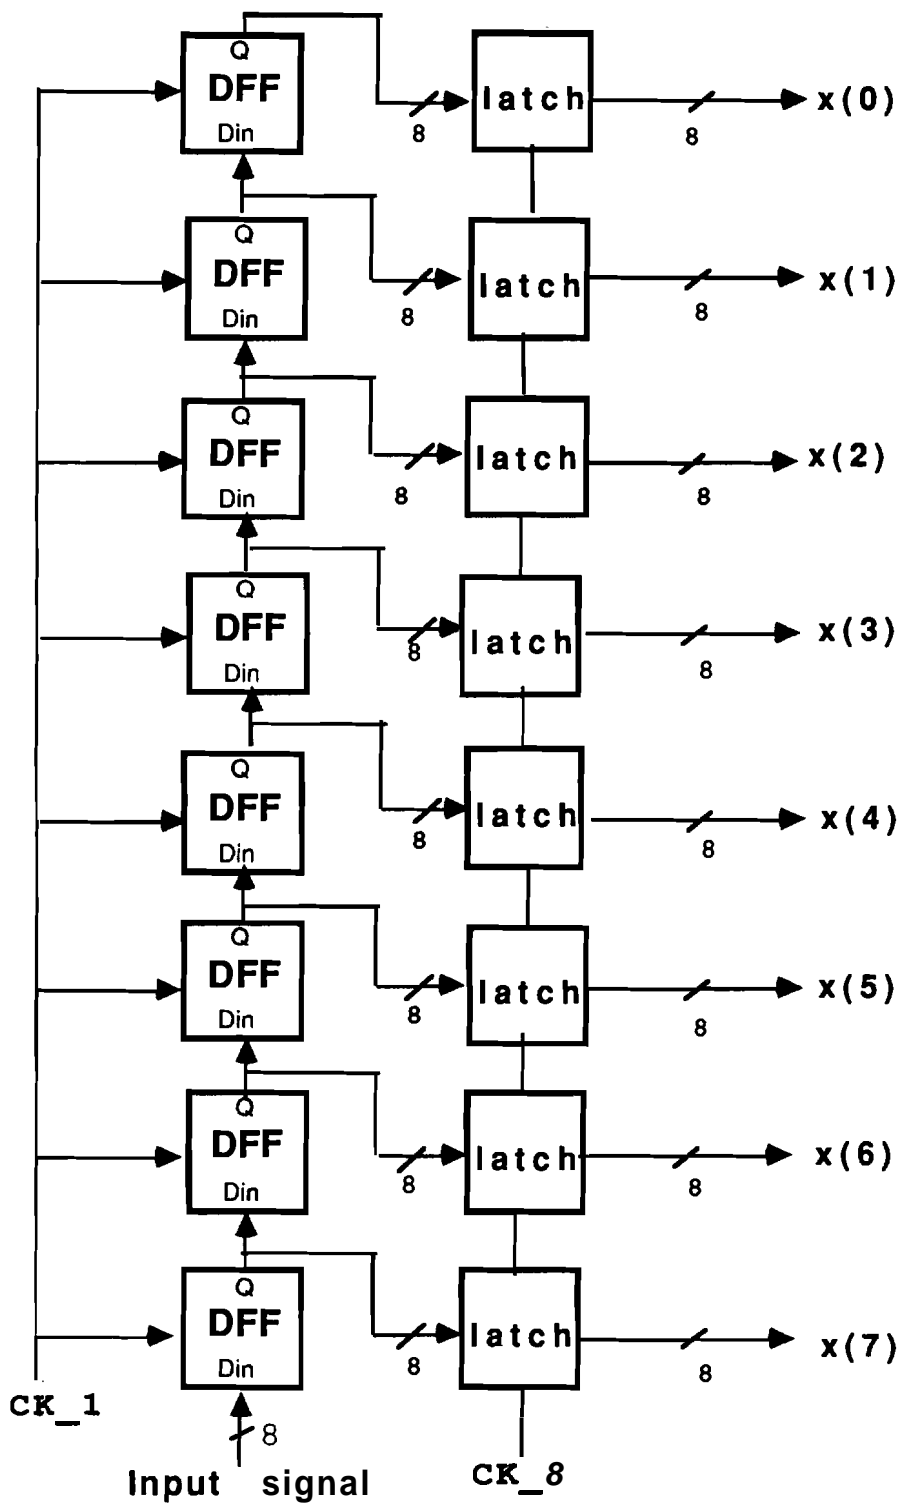 Q
DFF
Din
8
latch
8
x(0)
Q
DFF
Din
8
latch
8
x(1)
Q
DFF
Din
8
latch
8
x(2)
Q
DFF
Din
8
latch
8
x(3)
Q
DFF
Din
8
latch
8
x(4)
Q
DFF
Din
8
latch
8
x(5)
Q
DFF
Din
8
latch
8
x(6)
Q
DFF
Din
8
latch
8
x(7)
CK_1
8
Input signal
CK_8